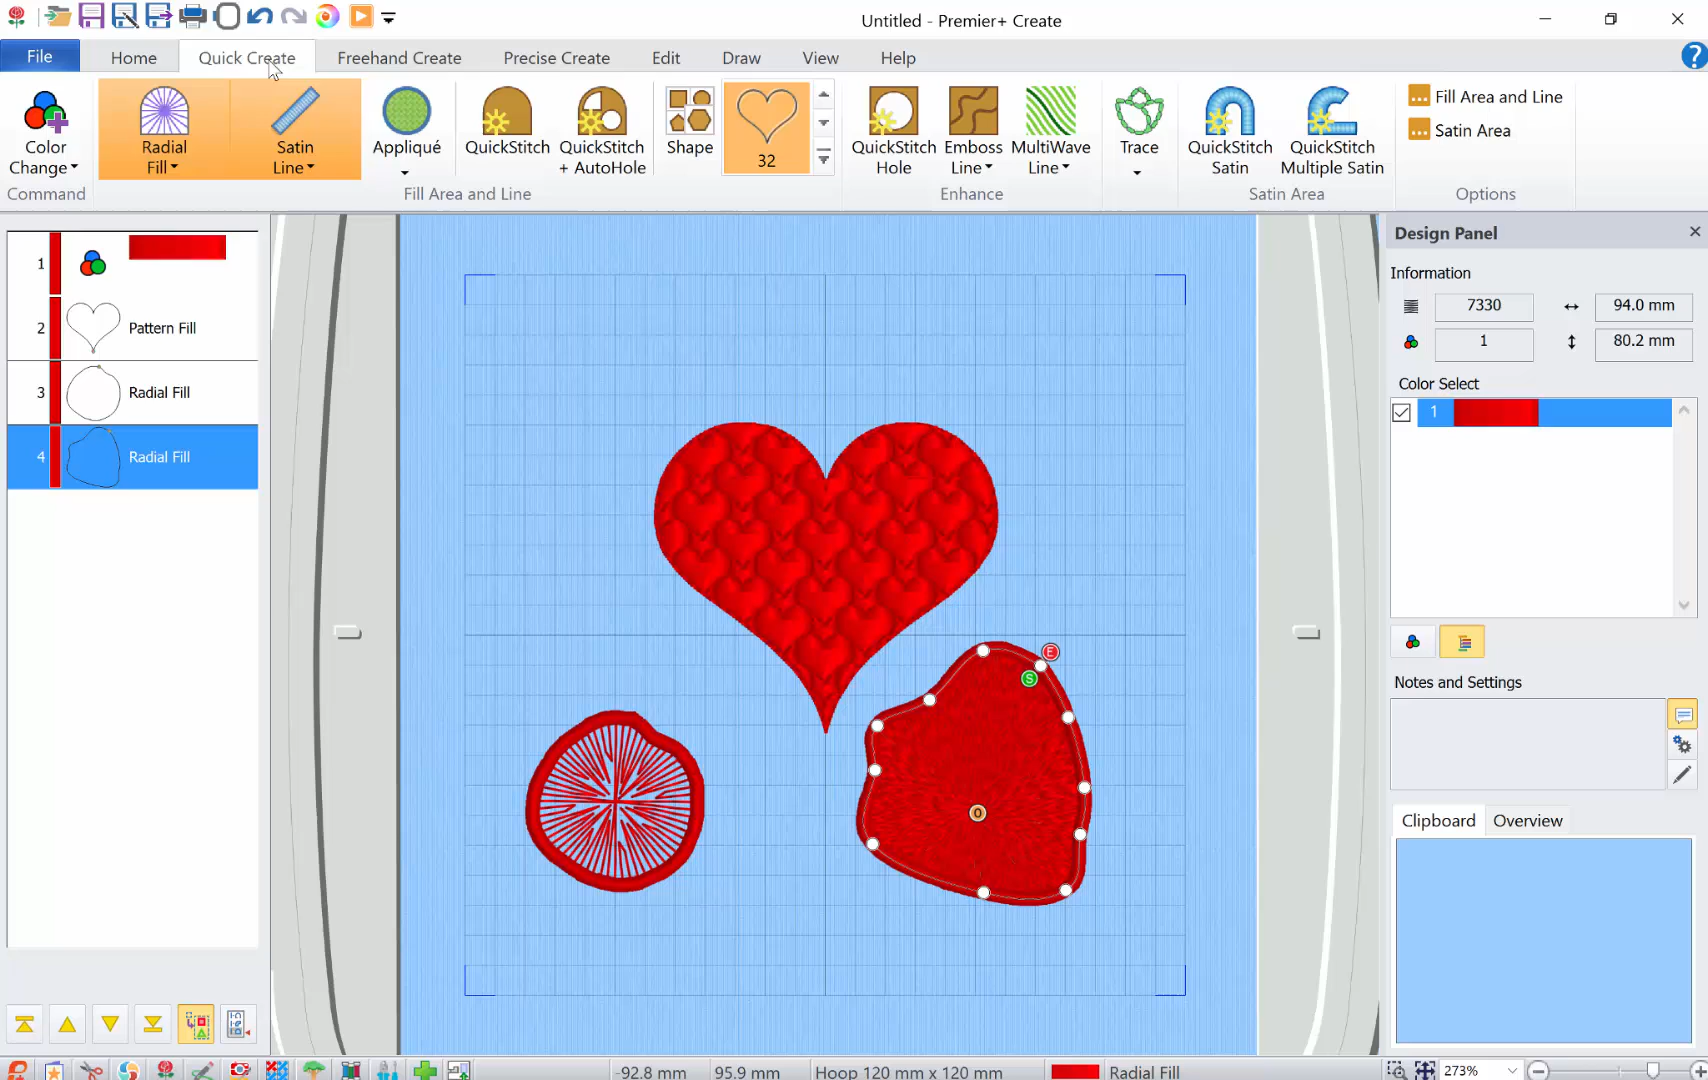 Untitled - Premier+ Create
File
Home
Quick Create
Freehand Create
Precise Create
Edit
Draw
View
Help
?
Color
Change
Radial
Fill
Satin
Line
Appliqué
QuickStitch
QuickStitch
+ AutoHole
Shape
32
QuickStitch
Hole
Emboss
Line
MultiWave
Line
Trace
QuickStitch
Satin
QuickStitch
Multiple Satin
Fill Area and Line
Satin Area
Command
Fill Area and Line
Enhance
Satin Area
Options
1
2
Pattern Fill
3
Radial Fill
4
Radial Fill
E
S
O
Design Panel
Information
7330
94.0 mm
1
80.2 mm
Color Select
1
Notes and Settings
Clipboard
Overview
-92.8 mm
95.9 mm
Hoop 120 mm x 120 mm
Radial Fill
273%